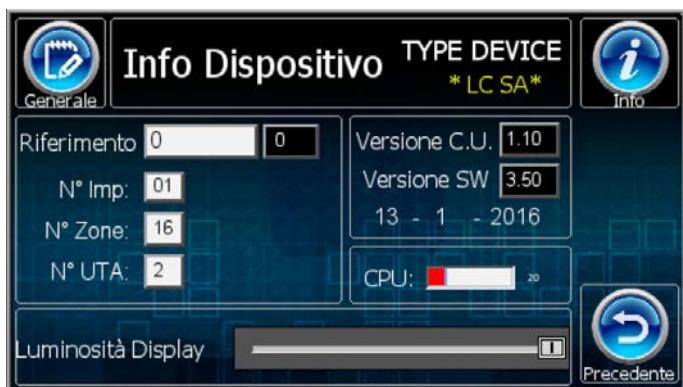 Generale
Info Dispositivo
TYPE DEVICE
* LC SA*
Info
Riferimento 0 0
N° Imp: 01
N° Zone: 16
N° UTA: 2
Versione C.U. 1.10
Versione SW 3.50
13 - 1 - 2016
CPU: 20
Luminosità Display
Precedente